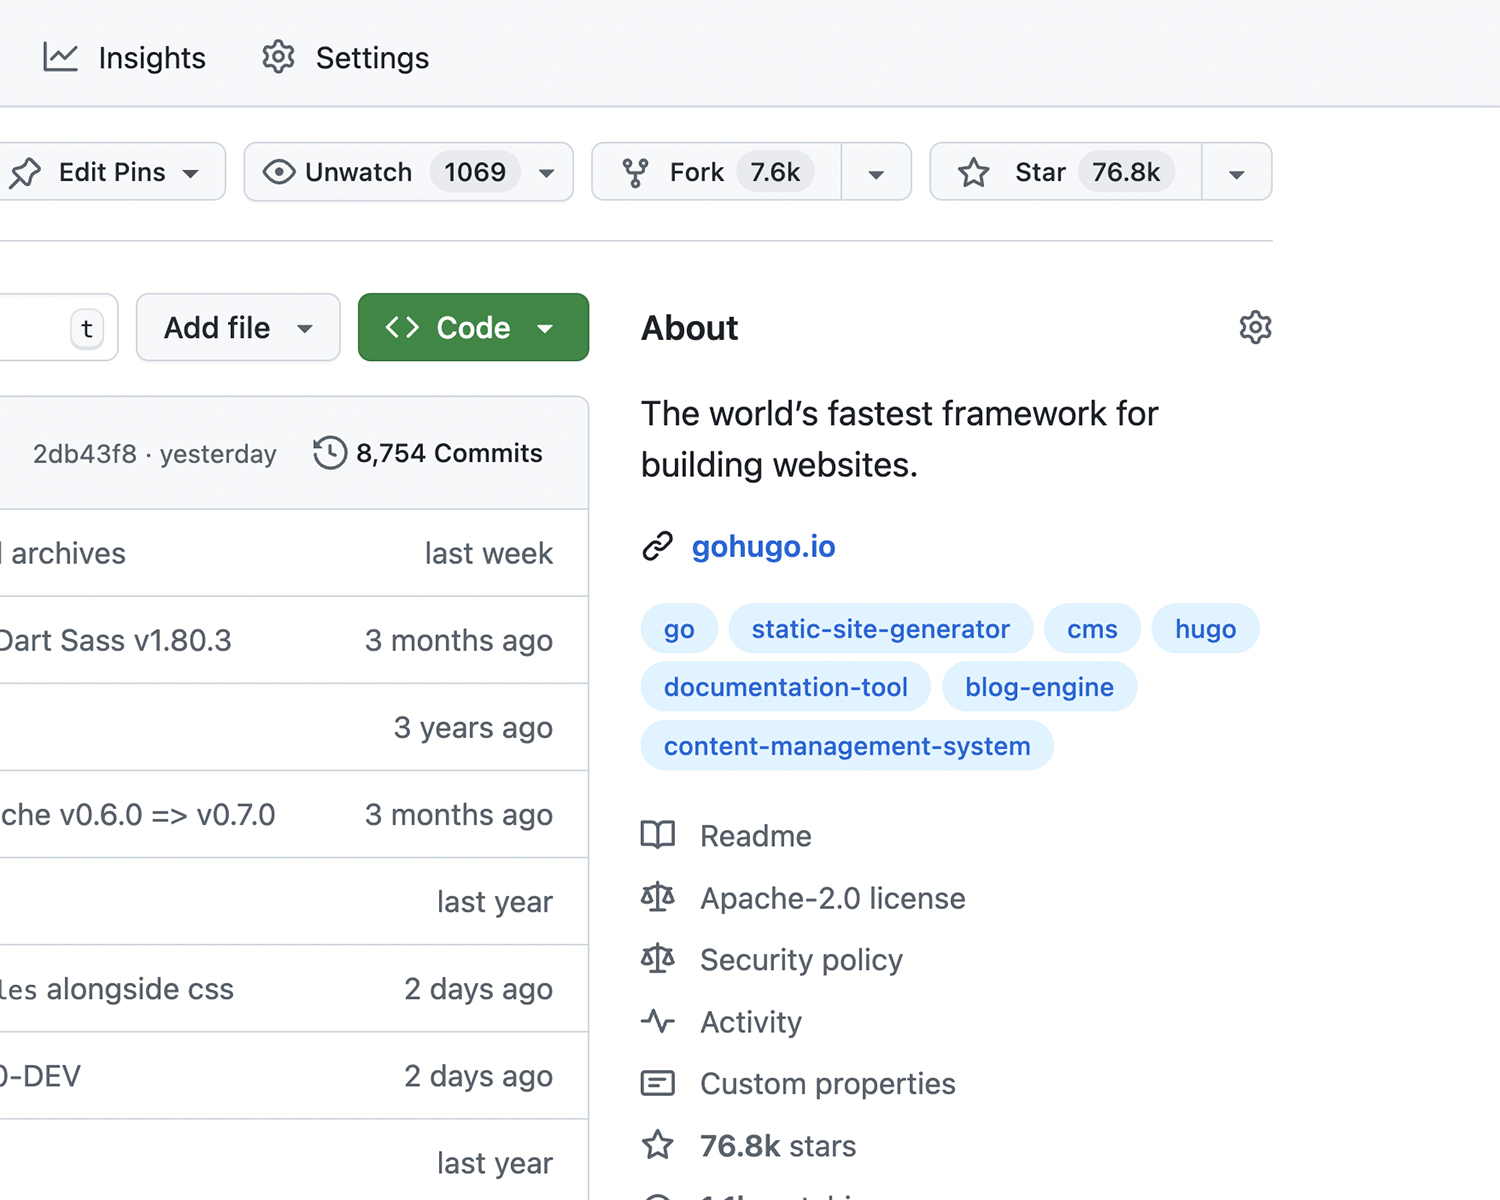 Insights Settings
Edit Pins Unwatch 1069 Fork 7.6k Star 76.8k
t Add file Code
2db43f8 · yesterday 8,754 Commits
archives last week
Dart Sass v1.80.3 3 months ago
3 years ago
che v0.6.0 => v0.7.0 3 months ago
last year
les alongside css 2 days ago
0-DEV 2 days ago
last year
About
The world’s fastest framework for
building websites.
gohugo.io
go static-site-generator cms hugo
documentation-tool blog-engine
content-management-system
Readme
Apache-2.0 license
Security policy
Activity
Custom properties
76.8k stars